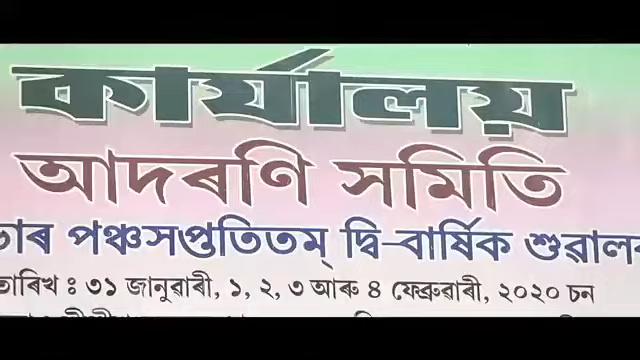 কাৰ্যালয়
আদৰণি সমিতি
পঞ্চসপ্ততিতম্ দ্বি-বাৰ্ষিক
তাৰিখ : ৩১ জানুৱাৰী, ১, ২, ৩ আৰু ৪ ফেব্ৰুৱাৰী, ২০২০ চন